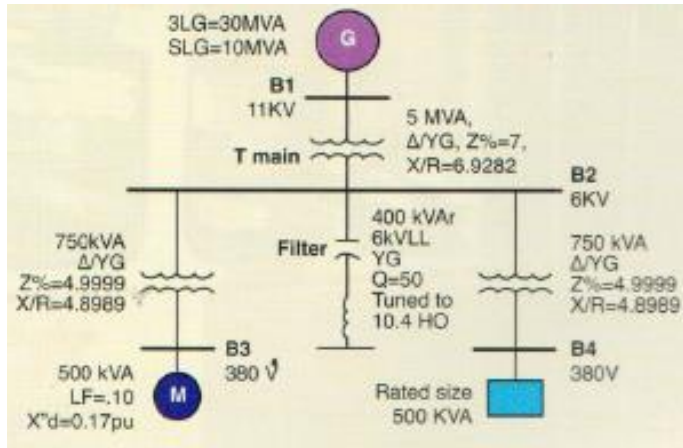 3LG=30MVA
SLG=10MVA
G
B1
11KV
5 MVA,
Δ/YG, Z%=7,
X/R=6.9282
T main
B2
6KV
750kVA
Δ/YG
Z%=4.9999
X/R=4.8989
Filter
400 kVAr
6kVLL
YG
Q=50
Tuned to
10.4 HO
750 kVA
Δ/YG
Z%=4.9999
X/R=4.8989
B3
380 V
500 kVA
LF=.10
X"d=0.17pu
M
B4
380V
Rated size
500 KVA